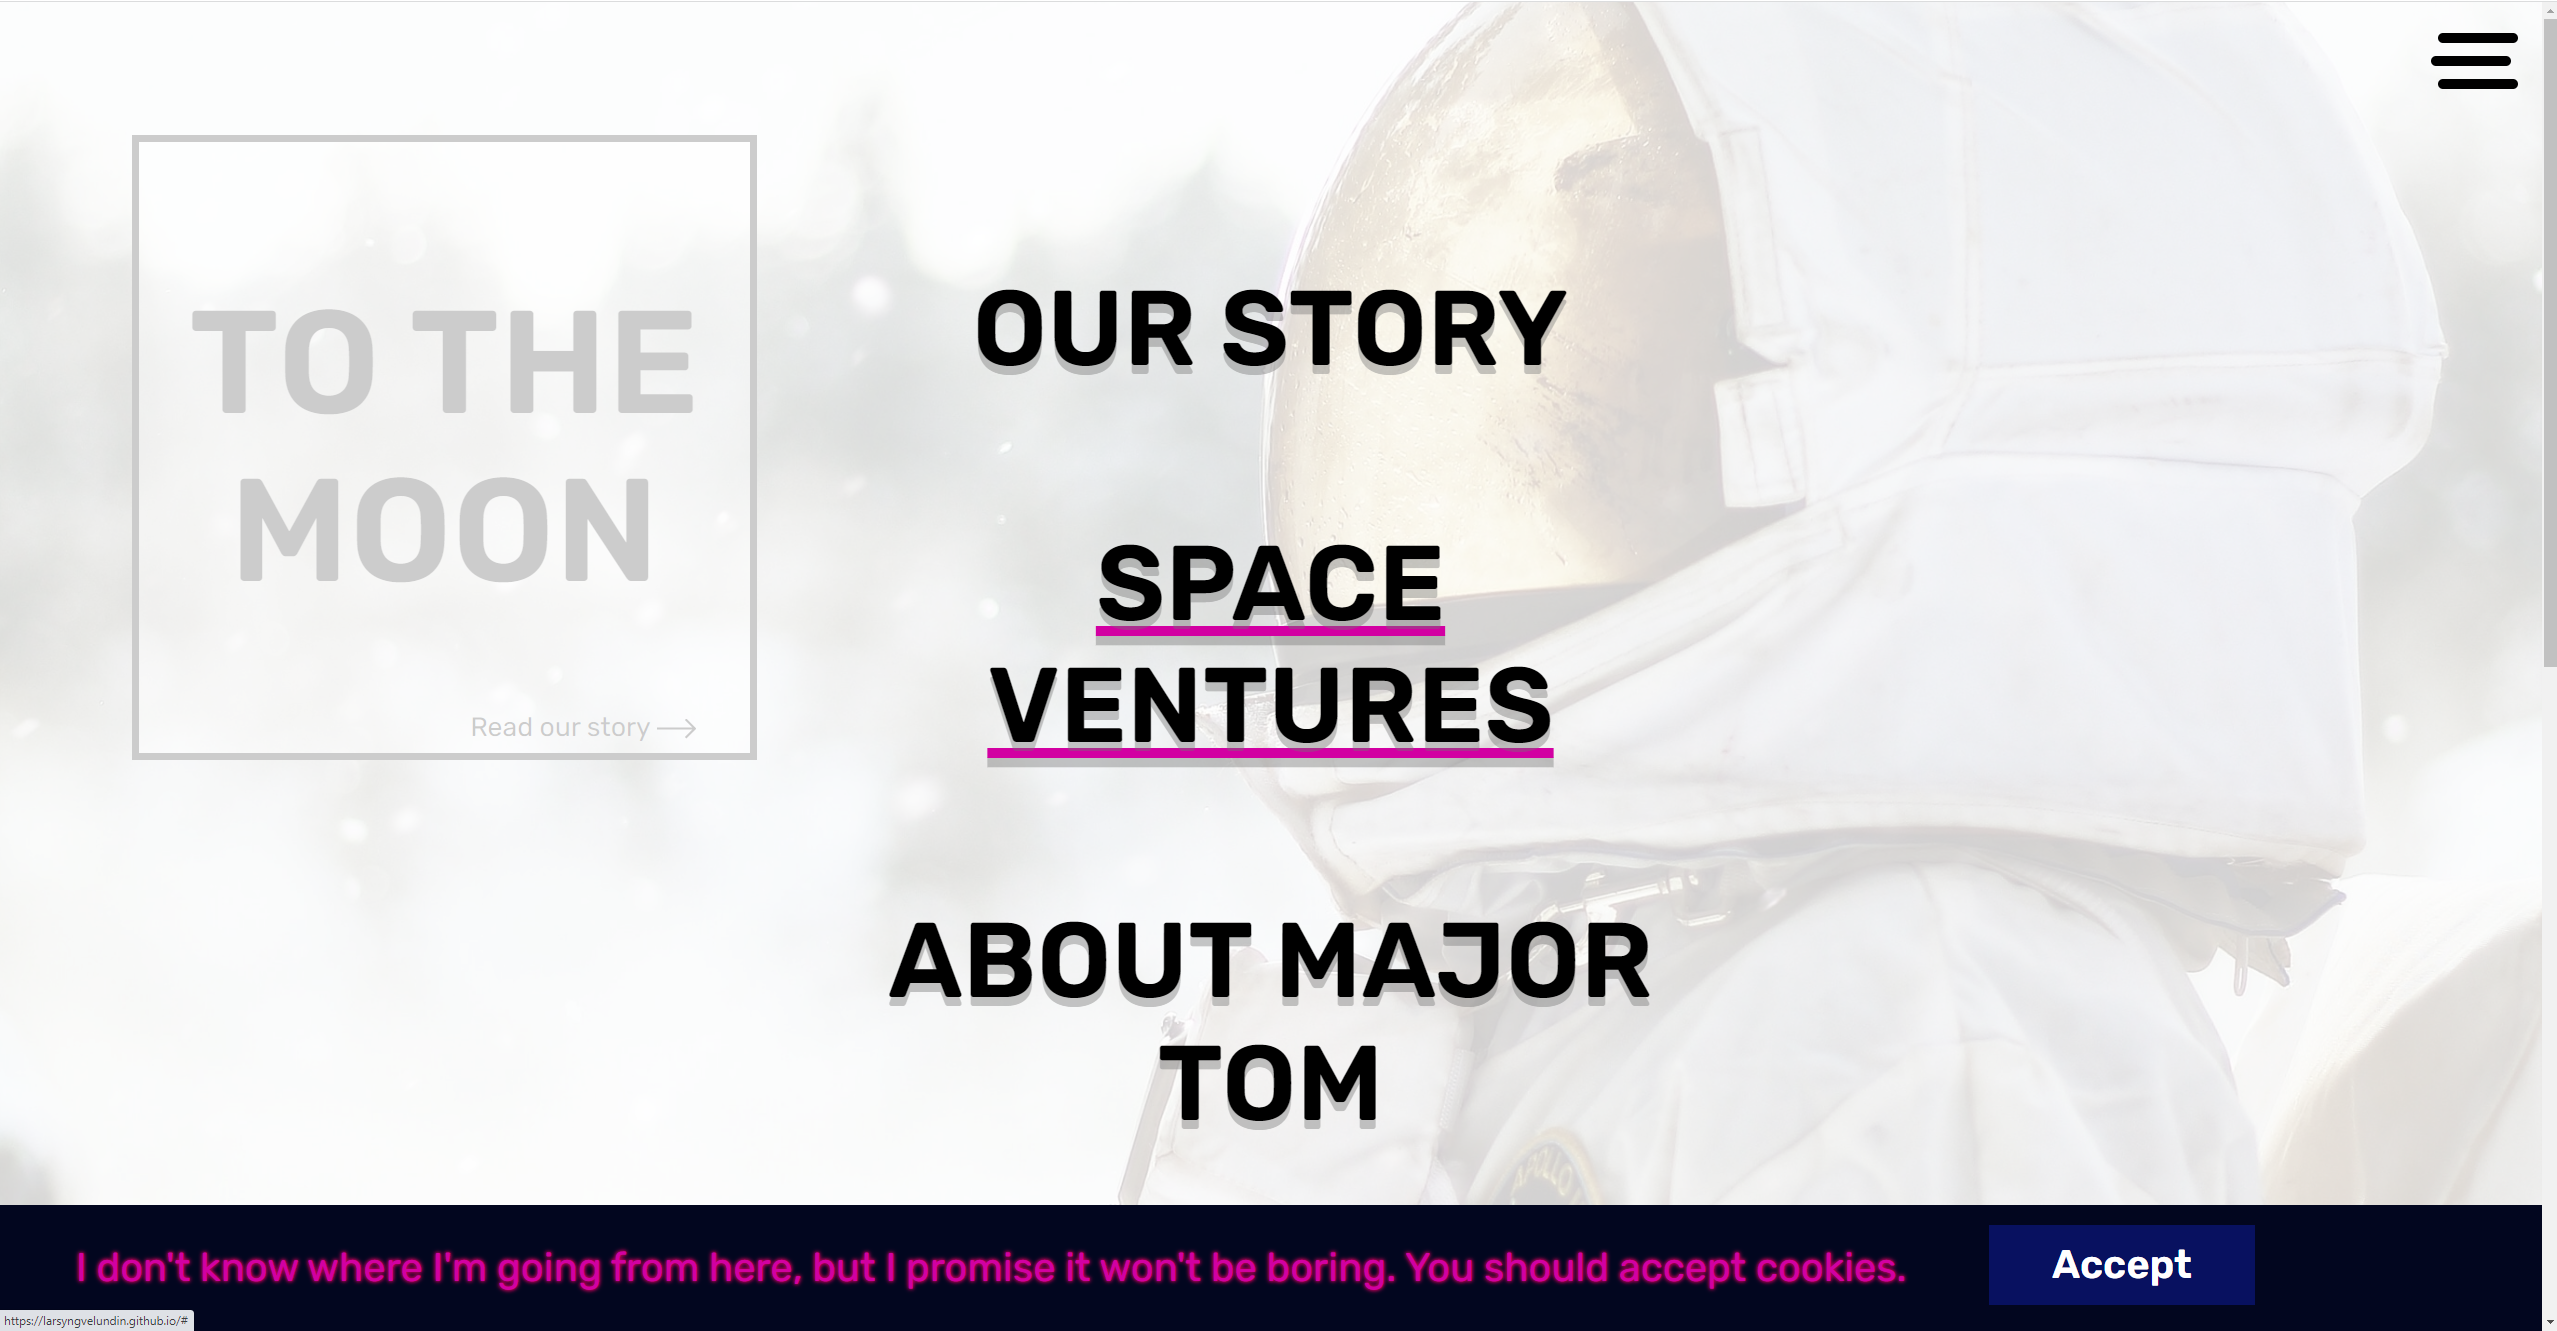 TO THE
MOON
Read our story
OUR STORY
SPACE
VENTURES
ABOUT MAJOR
TOM
APOLLO
I don't know where I'm going from here, but I promise it won't be boring. You should accept cookies.
Accept
https://larsyngvelundin.github.io/#